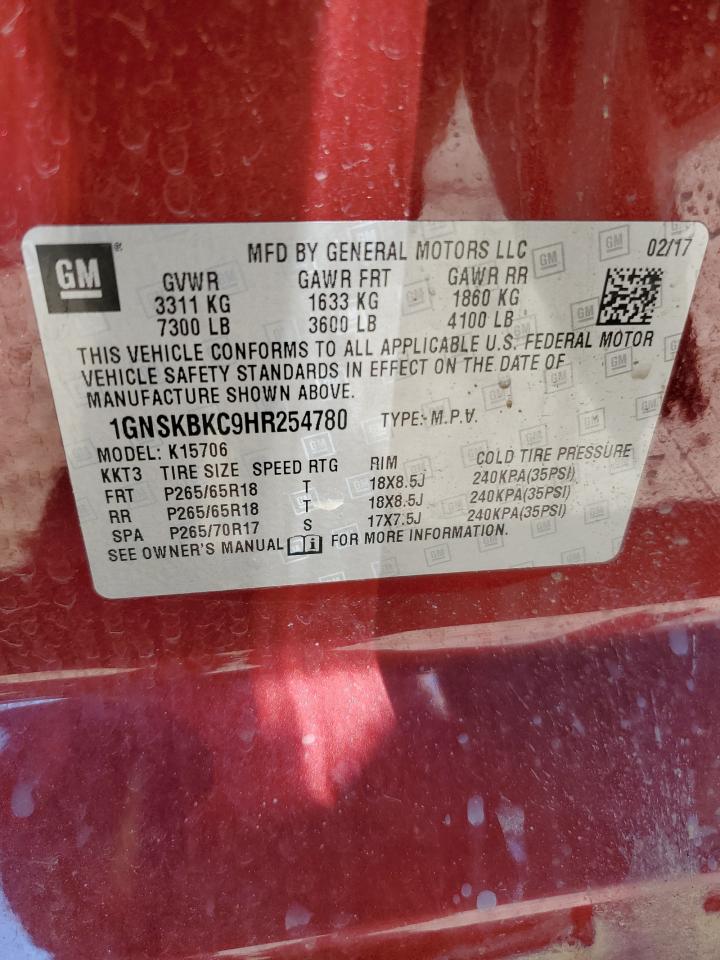 GM® MFD BY GENERAL MOTORS LLC 02/17
GVWR GAWR FRT GAWR RR
3311 KG 1633 KG 1860 KG
7300 LB 3600 LB 4100 LB
THIS VEHICLE CONFORMS TO ALL APPLICABLE U.S. FEDERAL MOTOR
VEHICLE SAFETY STANDARDS IN EFFECT ON THE DATE OF
MANUFACTURE SHOWN ABOVE.
1GNSKBKC9HR254780 TYPE: M.P.V.
MODEL: K15706
KKT3 TIRE SIZE SPEED RTG RIM COLD TIRE PRESSURE
FRT P265/65R18 T 18X8.5J 240KPA(35PSI)
RR P265/65R18 T 18X8.5J 240KPA(35PSI)
SPA P265/70R17 S 17X7.5J 240KPA(35PSI)
SEE OWNER'S MANUAL FOR MORE INFORMATION.